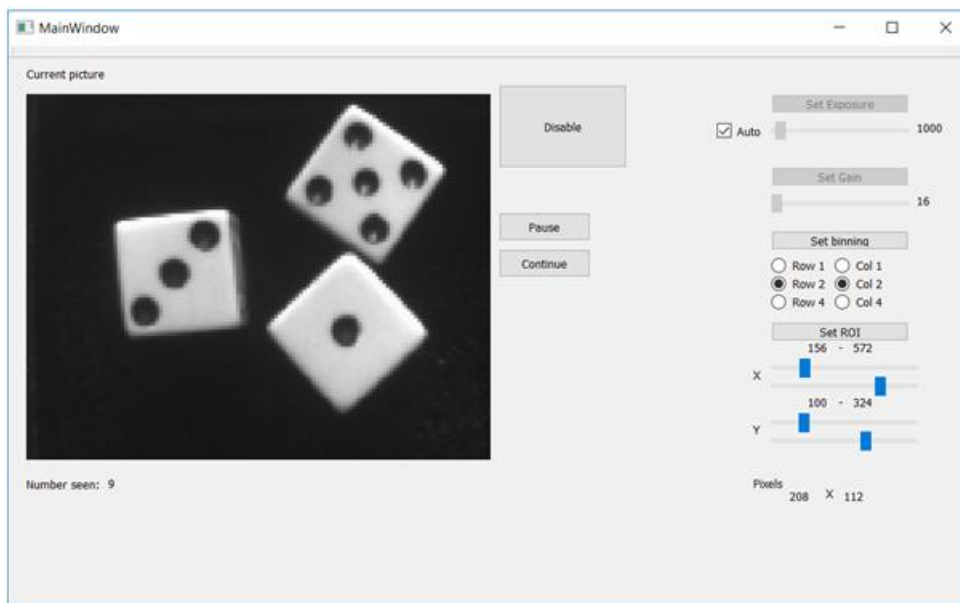 MainWindow
Current picture
Disable
Set Exposure
Auto
1000
Set Gain
16
Pause
Continue
Set binning
Row 1 Col 1
Row 2 Col 2
Row 4 Col 4
Set ROI
156 - 572
X
100 - 324
Y
Number seen: 9
Pixels 208 X 112